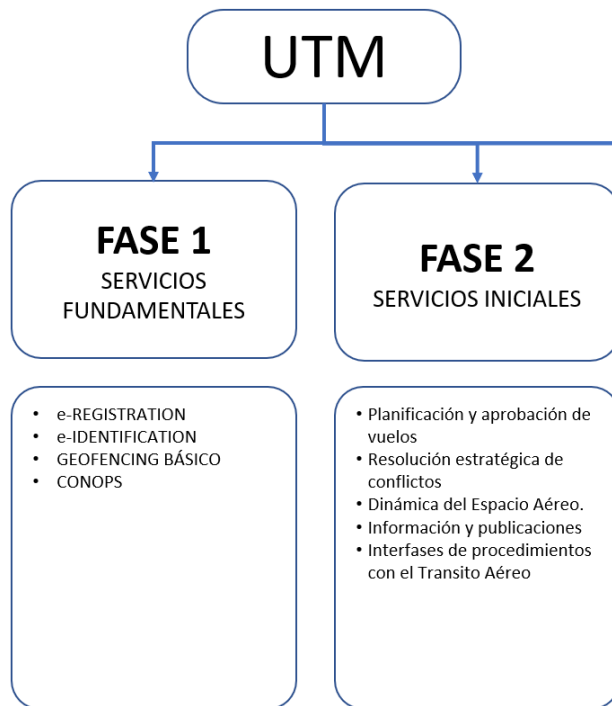 UTM
FASE 1
SERVICIOS
FUNDAMENTALES
FASE 2
SERVICIOS INICIALES
• e-REGISTRATION
• e-IDENTIFICATION
• GEOFENCING BÁSICO
• CONOPS
• Planificación y aprobación de
vuelos
• Resolución estratégica de
conflictos
• Dinámica del Espacio Aéreo.
• Información y publicaciones
• Interfases de procedimientos
con el Transito Aéreo